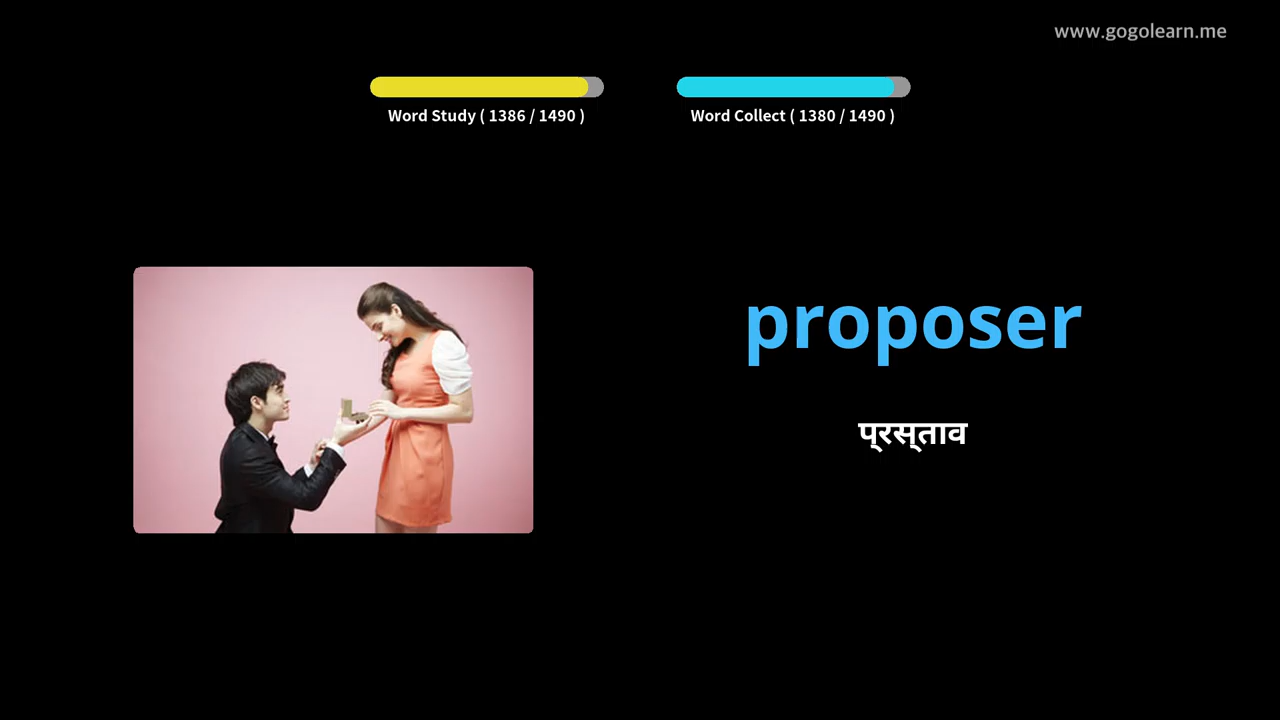 www.gogolearn.me
Word Study ( 1386 / 1490 )
Word Collect ( 1380 / 1490 )
proposer
प्रस्ताव